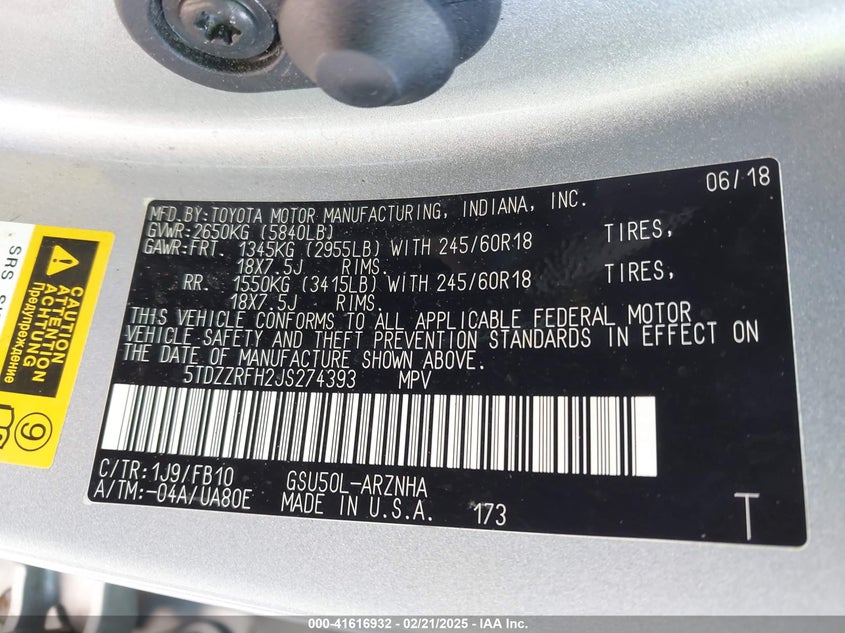 06/18
MFD.BY:TOYOTA MOTOR MANUFACTURING, INDIANA, INC.
GVWR:2650KG (5840LB)
GAWR:FRT. 1345KG (2955LB) WITH 245/60R18 TIRES,
18X7.5J RIMS.
RR. 1550KG (3415LB) WITH 245/60R18 TIRES,
18X7.5J RIMS.
THIS VEHICLE CONFORMS TO ALL APPLICABLE FEDERAL MOTOR
VEHICLE SAFETY AND THEFT PREVENTION STANDARDS IN EFFECT ON
THE DATE OF MANUFACTURE SHOWN ABOVE.
5TDZZRFH2JS274393 MPV
C/TR:1J9/FB10 GSU50L-ARZNHA
A/TM:-04A/UA80E MADE IN U.S.A. 173 T
SRS
CAUTION
ATTENTION
ACHTUNG
Предупреждение
9
000-41616932 - 02/21/2025 - IAA Inc.